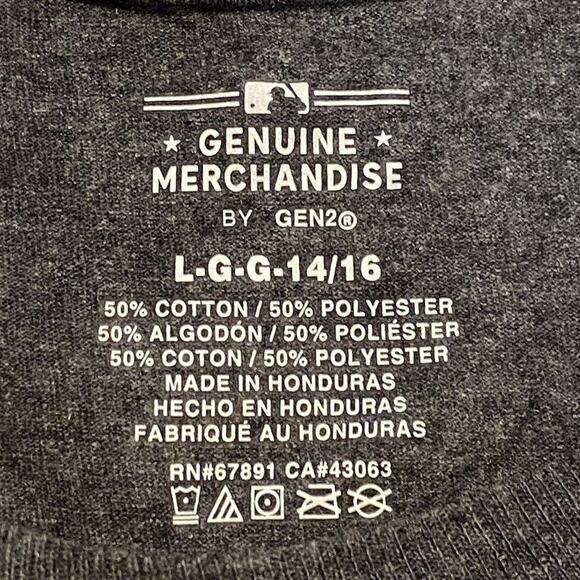 ★ GENUINE ★
MERCHANDISE
BY GEN2®
L-G-G-14/16
50% COTTON / 50% POLYESTER
50% ALGODÓN / 50% POLIÉSTER
50% COTON / 50% POLYESTER
MADE IN HONDURAS
HECHO EN HONDURAS
FABRIQUÉ AU HONDURAS
RN#67891 CA#43063